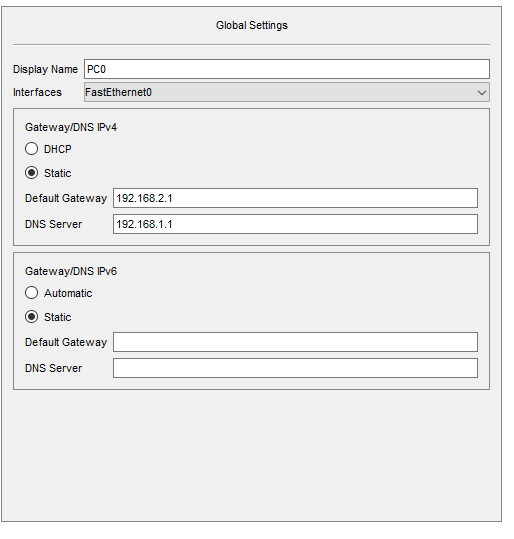 Global Settings
Display Name PC0
Interfaces FastEthernet0
Gateway/DNS IPv4
DHCP
Static
Default Gateway 192.168.2.1
DNS Server 192.168.1.1
Gateway/DNS IPv6
Automatic
Static
Default Gateway
DNS Server